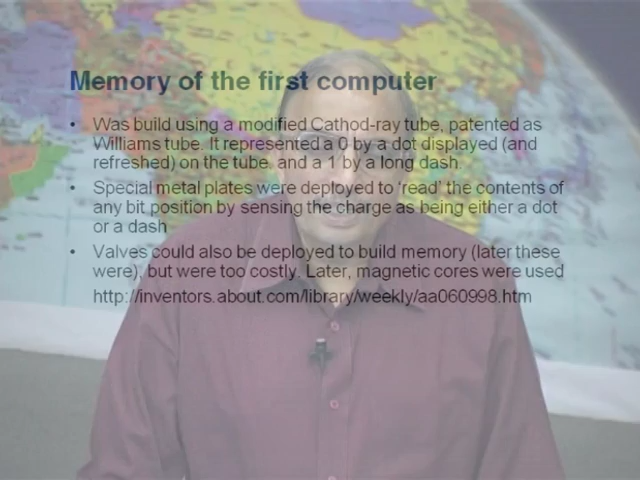 Memory of the first computer
• Was build using a modified Cathod-ray tube, patented as
Williams tube. It represented a 0 by a dot displayed (and
refreshed) on the tube, and a 1 by a long dash
• Special metal plates were deployed to 'read' the contents of
any bit position by sensing the charge as being either a dot
or a dash
• Valves could also be deployed to build memory (later these
were), but were too costly. Later, magnetic cores were used
http://inventors.about.com/library/weekly/aa060998.htm